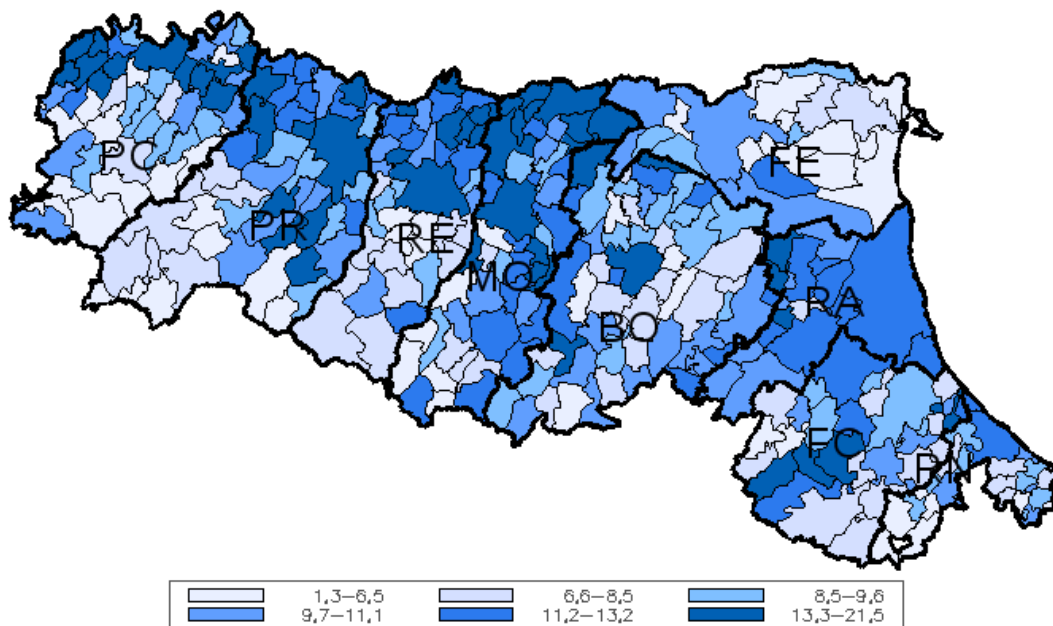 PC
FE
PR
RE
MO
RA
BO
FC
RN
1,3–6,5 6,6–8,5 8,5–9,6
9,7–11,1 11,2–13,2 13,3–21,5